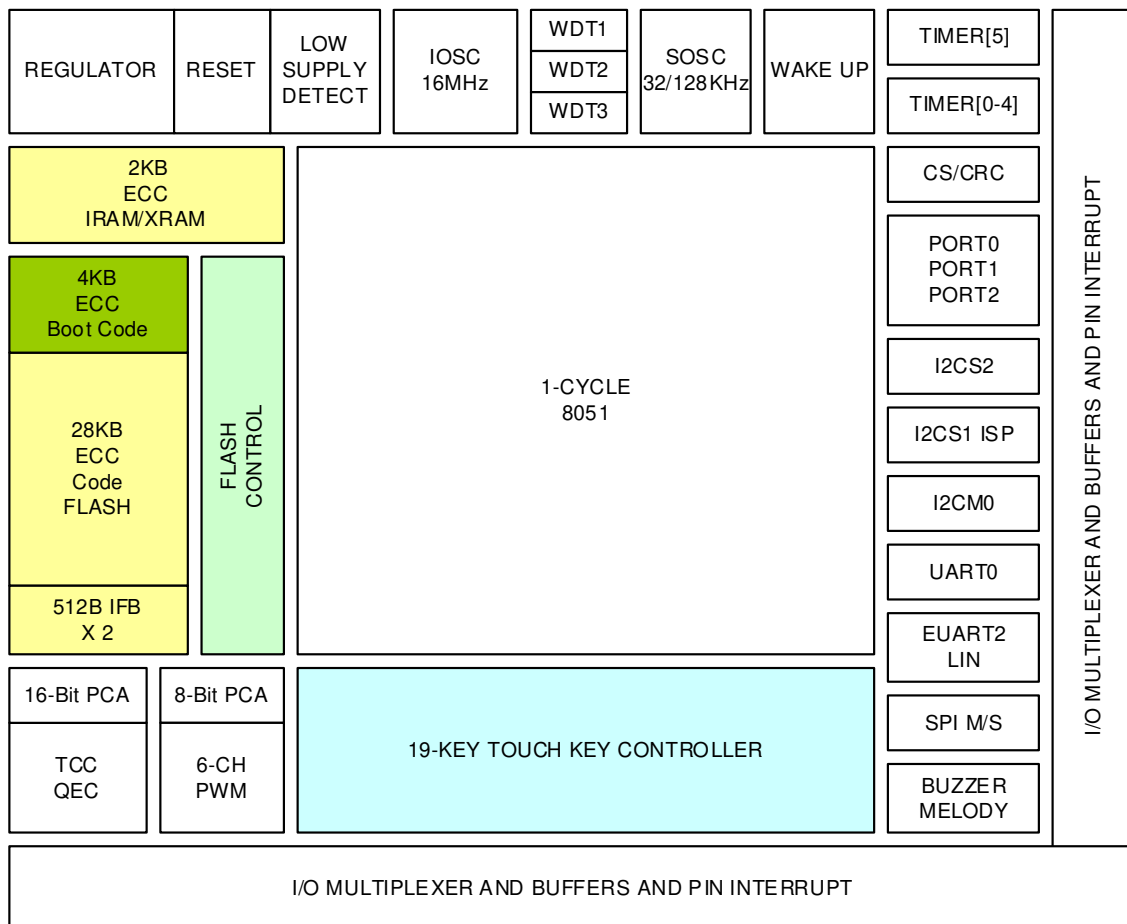 REGULATOR
RESET
LOW
SUPPLY
DETECT
IOSC
16MHz
WDT1
WDT2
WDT3
SOSC
32/128KHz
WAKE UP
TIMER[5]
TIMER[0-4]
2KB
ECC
IRAM/XRAM
4KB
ECC
Boot Code
28KB
ECC
Code
FLASH
512B IFB
X 2
FLASH
CONTROL
1-CYCLE
8051
CS/CRC
PORT0
PORT1
PORT2
I2CS2
I2CS1 ISP
I2CM0
UART0
EUART2
LIN
SPI M/S
BUZZER
MELODY
16-Bit PCA
TCC
QEC
8-Bit PCA
6-CH
PWM
19-KEY TOUCH KEY CONTROLLER
I/O MULTIPLEXER AND BUFFERS AND PIN INTERRUPT
I/O MULTIPLEXER AND BUFFERS AND PIN INTERRUPT